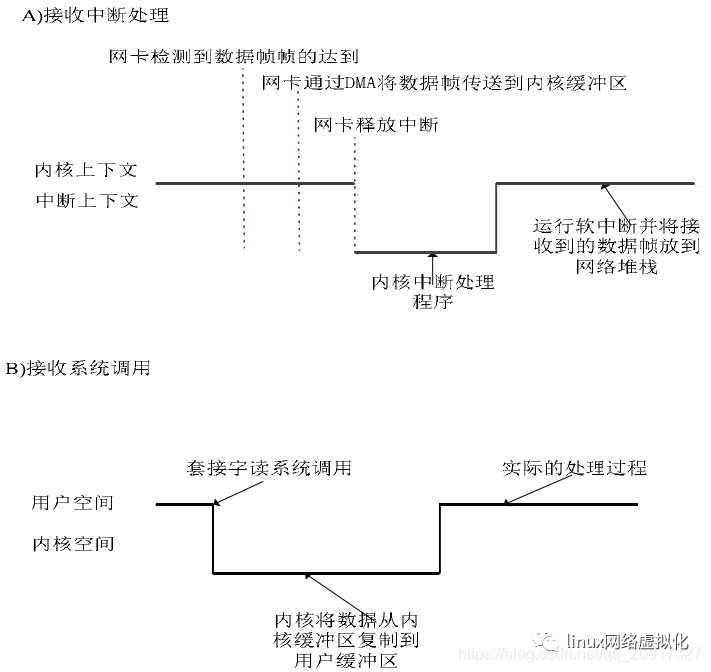 A)接收中断处理
网卡检测到数据帧帧的达到
网卡通过DMA将数据帧传送到内核缓冲区
网卡释放中断
内核上下文
中断上下文
运行软中断并将接
收到的数据帧放到
网络堆栈
内核中断处理
程序
B)接收系统调用
套接字读系统调用
实际的处理过程
用户空间
内核空间
内核将数据从内
核缓冲区复制到
用户缓冲区
linux网络虚拟化
https://blog.csdn.net/qq_20817327